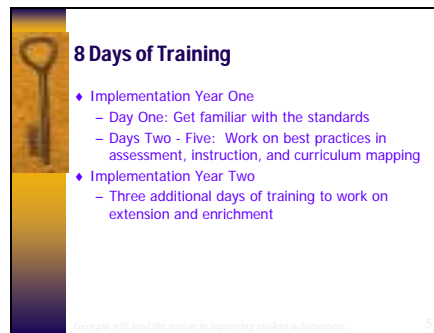 8 Days of Training
♦ Implementation Year One
– Day One: Get familiar with the standards
– Days Two - Five: Work on best practices in
assessment, instruction, and curriculum mapping
♦ Implementation Year Two
– Three additional days of training to work on
extension and enrichment
Georgia will lead the nation in improving student achievement.
5